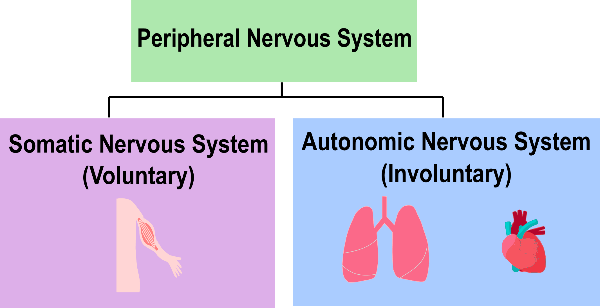 Peripheral Nervous System
Somatic Nervous System
(Voluntary)
Autonomic Nervous System
(Involuntary)